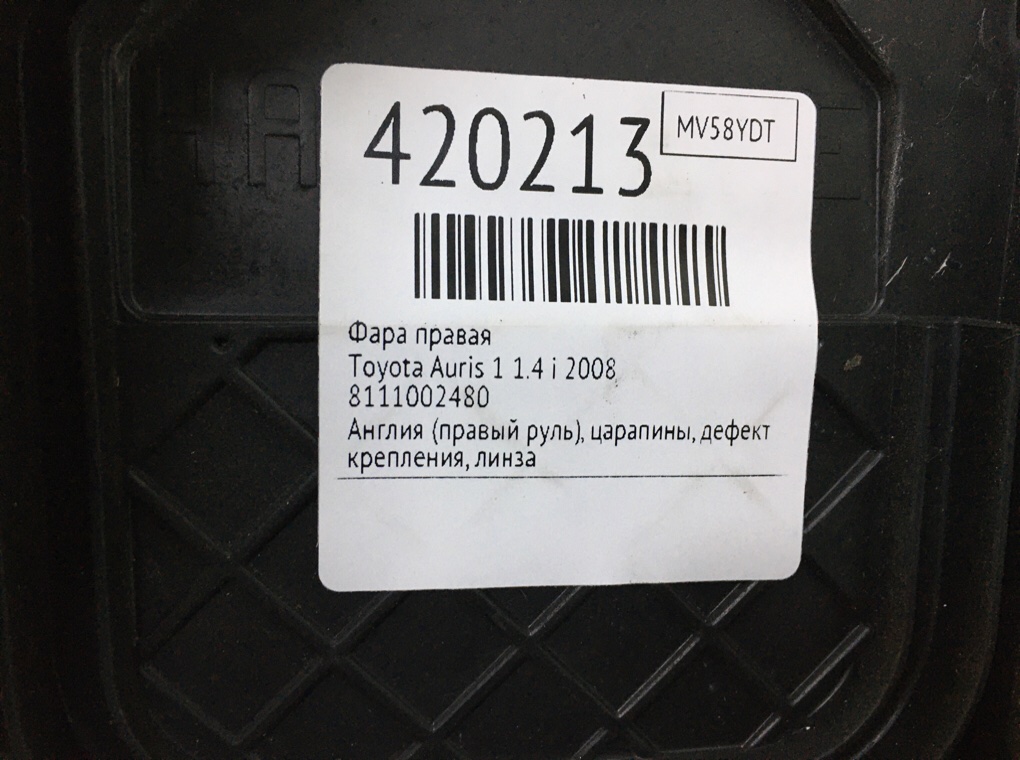 420213
MV58YDT
Фара правая
Toyota Auris 1 1.4 i 2008
8111002480
Англия (правый руль), царапины, дефект
крепления, линза